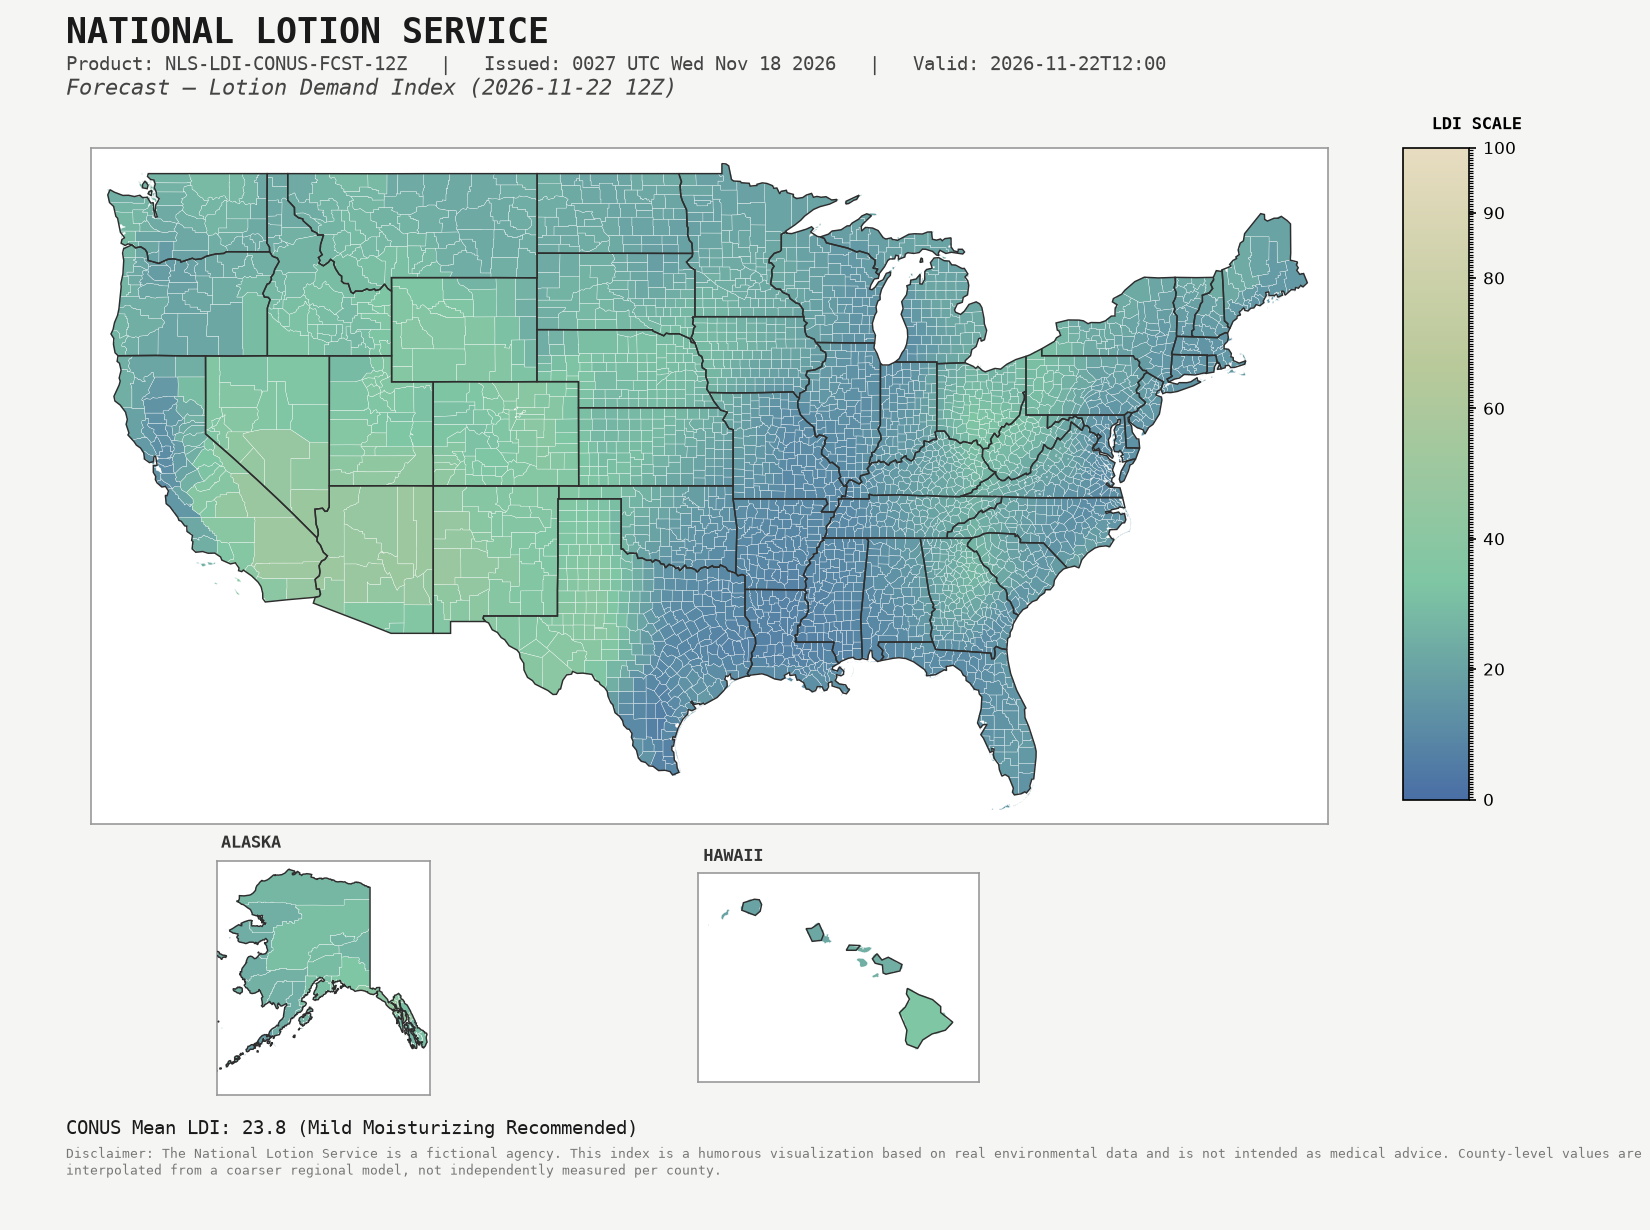 NATIONAL LOTION SERVICE
Product: NLS-LDI-CONUS-FCST-12Z | Issued: 0027 UTC Wed Nov 18 2026 | Valid: 2026-11-22T12:00
Forecast — Lotion Demand Index (2026-11-22 12Z)
LDI SCALE
100
90
80
60
40
20
0
ALASKA
HAWAII
CONUS Mean LDI: 23.8 (Mild Moisturizing Recommended)
Disclaimer: The National Lotion Service is a fictional agency. This index is a humorous visualization based on real environmental data and is not intended as medical advice. County-level values are
interpolated from a coarser regional model, not independently measured per county.